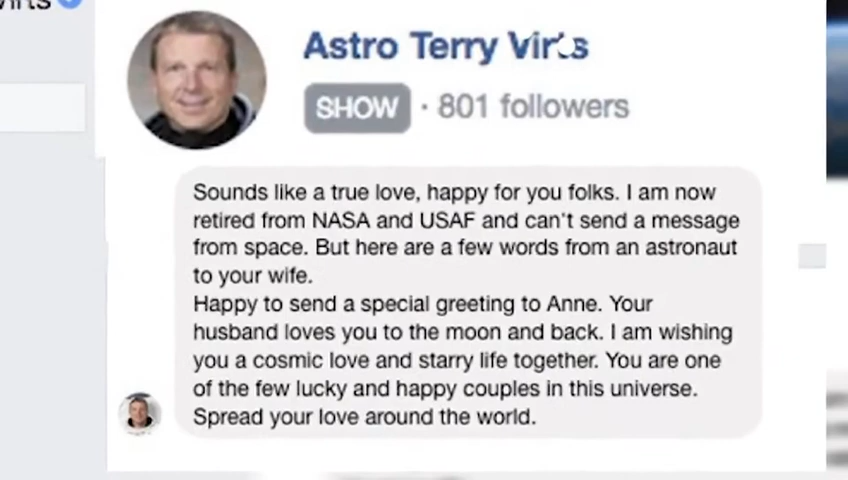 Astro Terry Virts
SHOW · 801 followers
Sounds like a true love, happy for you folks. I am now
retired from NASA and USAF and can't send a message
from space. But here are a few words from an astronaut
to your wife.
Happy to send a special greeting to Anne. Your
husband loves you to the moon and back. I am wishing
you a cosmic love and starry life together. You are one
of the few lucky and happy couples in this universe.
Spread your love around the world.